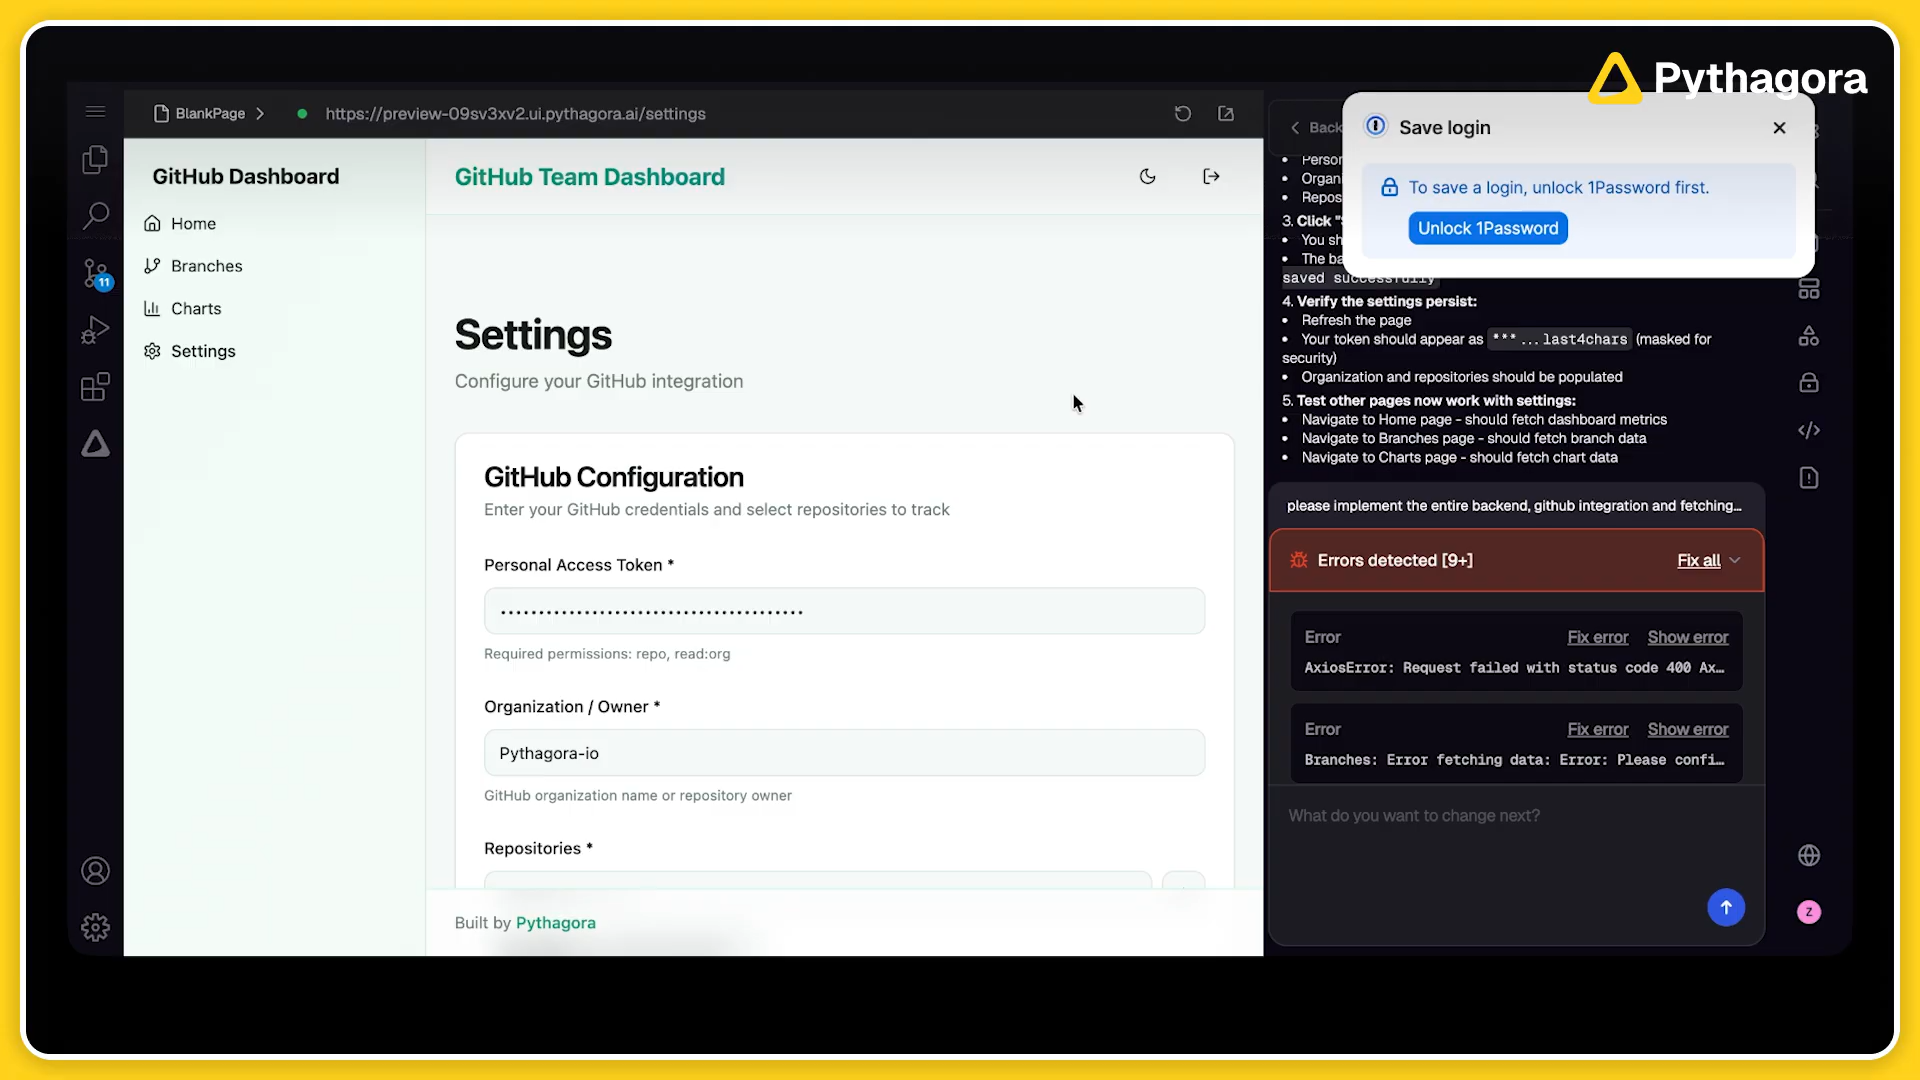 Pythagora
BlankPage
https://preview-09sv3xv2.ui.pythagora.ai/settings
11
GitHub Dashboard
Home
Branches
Charts
Settings
GitHub Team Dashboard
Settings
Configure your GitHub integration
GitHub Configuration
Enter your GitHub credentials and select repositories to track
Personal Access Token *
••••••••••••••••••••••••••••••••••••••••
Required permissions: repo, read:org
Organization / Owner *
Pythagora-io
GitHub organization name or repository owner
Repositories *
Built by Pythagora
Back
Save login
To save a login, unlock 1Password first.
Unlock 1Password
3. Click
You
The
saved successfully
4. Verify the settings persist:
• Refresh the page
• Your token should appear as ***...last4chars (masked for
security)
• Organization and repositories should be populated
5. Test other pages now work with settings:
• Navigate to Home page - should fetch dashboard metrics
• Navigate to Branches page - should fetch branch data
• Navigate to Charts page - should fetch chart data
please implement the entire backend, github integration and fetching…
Errors detected [9+]
Fix all
Error
Fix error
Show error
AxiosError: Request failed with status code 400 Ax…
Error
Fix error
Show error
Branches: Error fetching data: Error: Please confi…
What do you want to change next?
Z